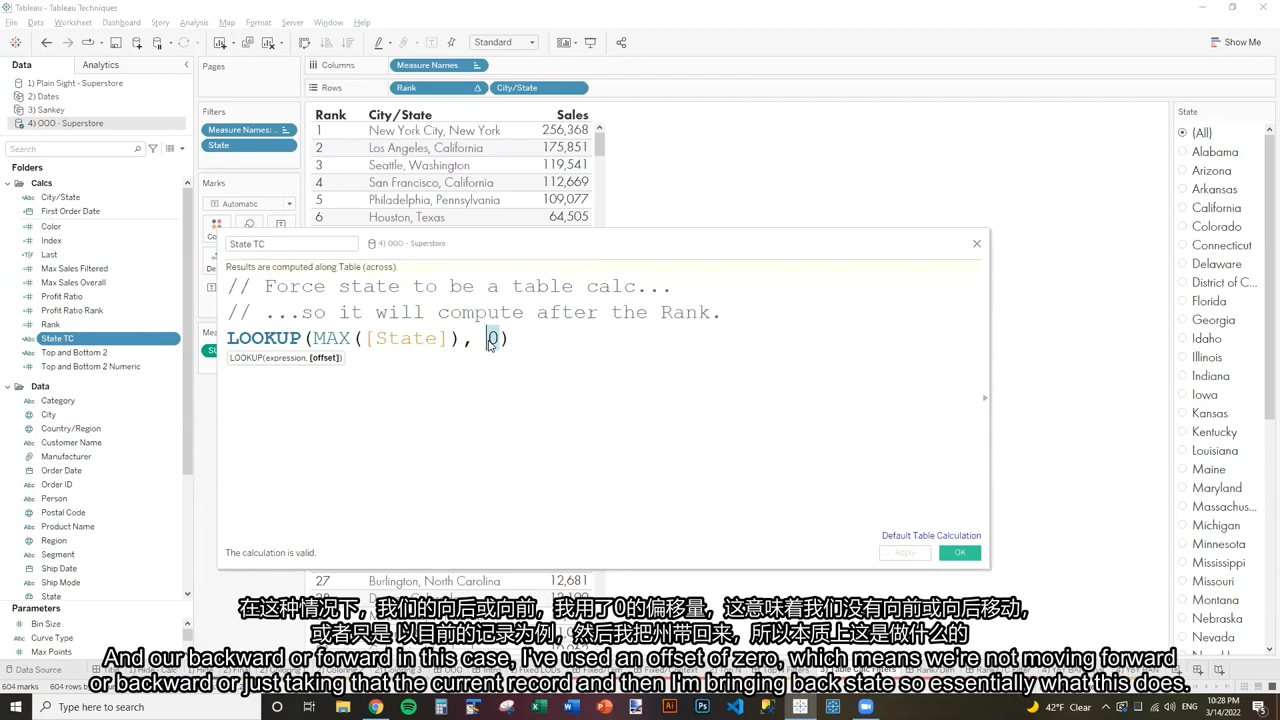 Tableau - Tableau Techniques
File Data Worksheet Dashboard Story Analysis Map Format Server Window Help
Standard
Show Me
Data Analytics
1) Plain Sight - Superstore
2) Dates
3) Sankey
4) OOO - Superstore
Search
Folders
Calcs
City/State
First Order Date
Color
Index
Last
Max Sales Filtered
Max Sales Overall
Profit Ratio
Profit Ratio Rank
Rank
State TC
Top and Bottom 2
Top and Bottom 2 Numeric
Data
Category
City
Country/Region
Customer Name
Manufacturer
Order Date
Order ID
Person
Postal Code
Product Name
Region
Segment
Ship Date
Ship Mode
State
Parameters
Bin Size
Curve Type
Pages
Filters
Measure Names: ..
State
Marks
Automatic
Columns Measure Names
Rows Rank City/State
Rank City/State Sales
1 New York City, New York 256,368
2 Los Angeles, California 175,851
3 Seattle, Washington 119,541
4 San Francisco, California 112,669
5 Philadelphia, Pennsylvania 109,077
6 Houston, Texas 64,505
State TC 4) OOO - Superstore
Results are computed along Table (across).
// Force state to be a table calc...
// ...so it will compute after the Rank.
LOOKUP(MAX([State]), 0)
LOOKUP(expression, [offset])
Default Table Calculation
The calculation is valid.
Apply OK
27 Burlington, North Carolina 12,681
State
(All)
Alabama
Arizona
Arkansas
California
Colorado
Connecticut
Delaware
District of C...
Florida
Georgia
Idaho
Illinois
Indiana
Iowa
Kansas
Kentucky
Louisiana
Maine
Maryland
Massachus...
Michigan
Minnesota
Mississippi
Missouri
Montana
Nebraska
Nevada
在这种情况下，我们的向后或向前，我用了0的偏移量，这意味着我们没有向前或向后移动，
或者只是 以目前的记录为例，然后我把州带回来，所以本质上这是做什么的
And our backward or forward in this case, I've used an offset of zero, which means we're not moving forward
or backward or just taking that the current record and then I'm bringing back state so essentially what this does.
Data Source
604 marks
Type here to search
42°F Clear
10:28 PM
3/14/2022